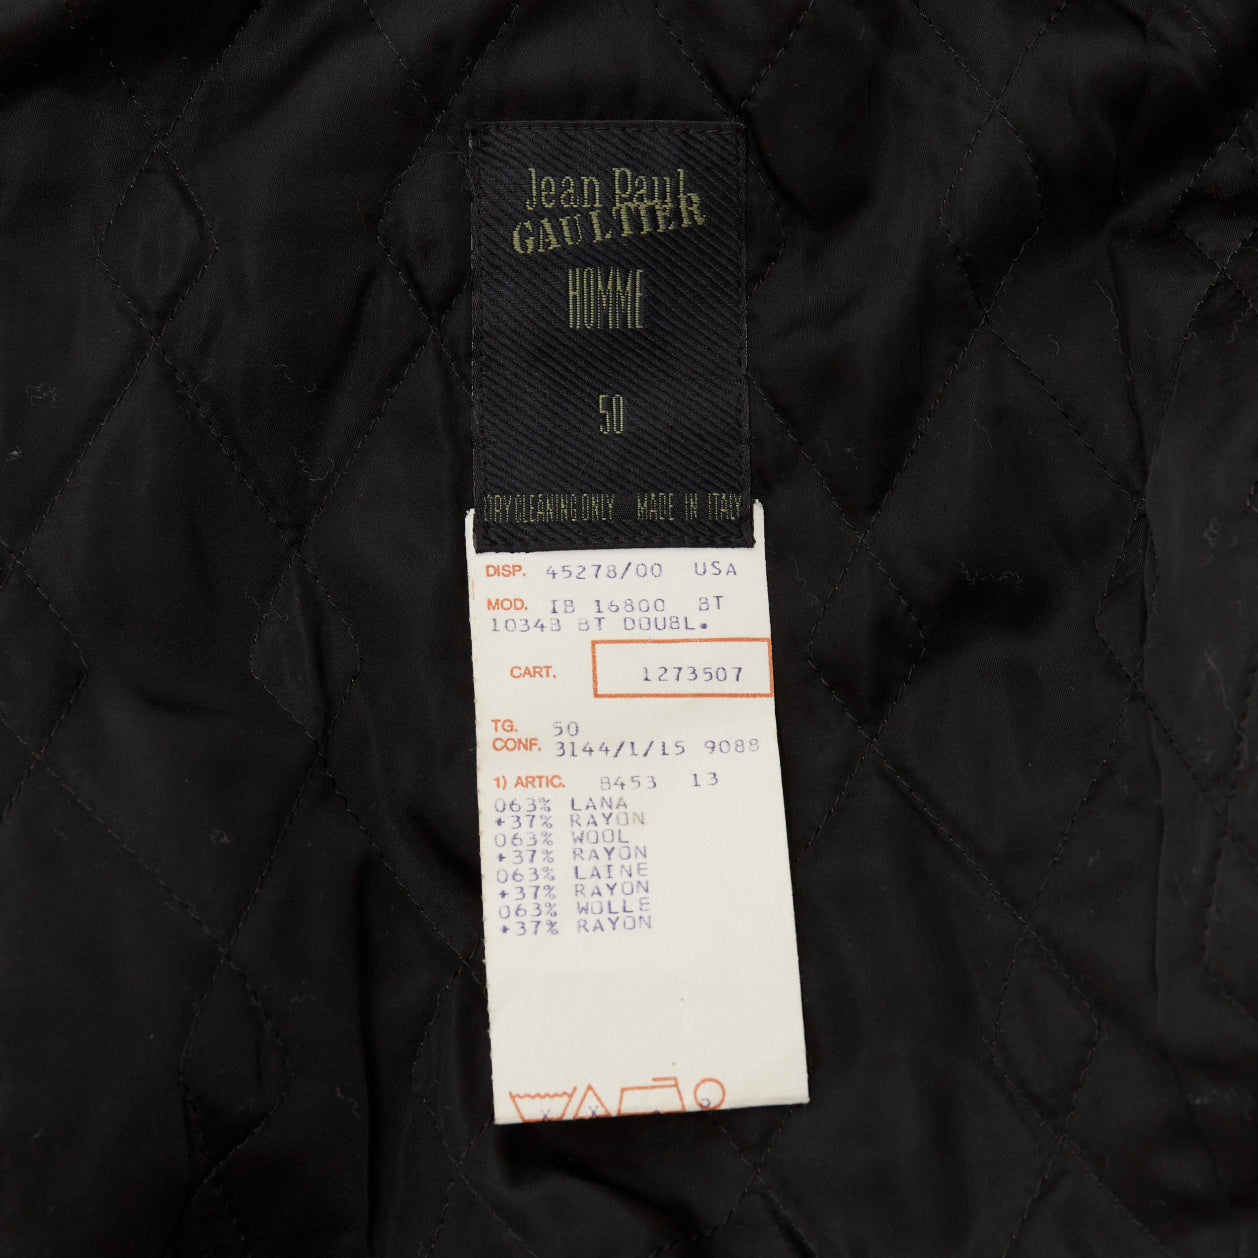 Jean Paul
GAULTIER
HOMME
50
DRY CLEANING ONLY MADE IN ITALY
DISP. 45278/00 USA
MOD. IB 16800 BT
1034B BT DOUBL.
CART. 1273507
TG. 50
CONF. 3144/1/15 9088
1) ARTIC. 8453 13
063% LANA
+37% RAYON
063% WOOL
+37% RAYON
063% LAINE
+37% RAYON
063% WOLLE
+37% RAYON